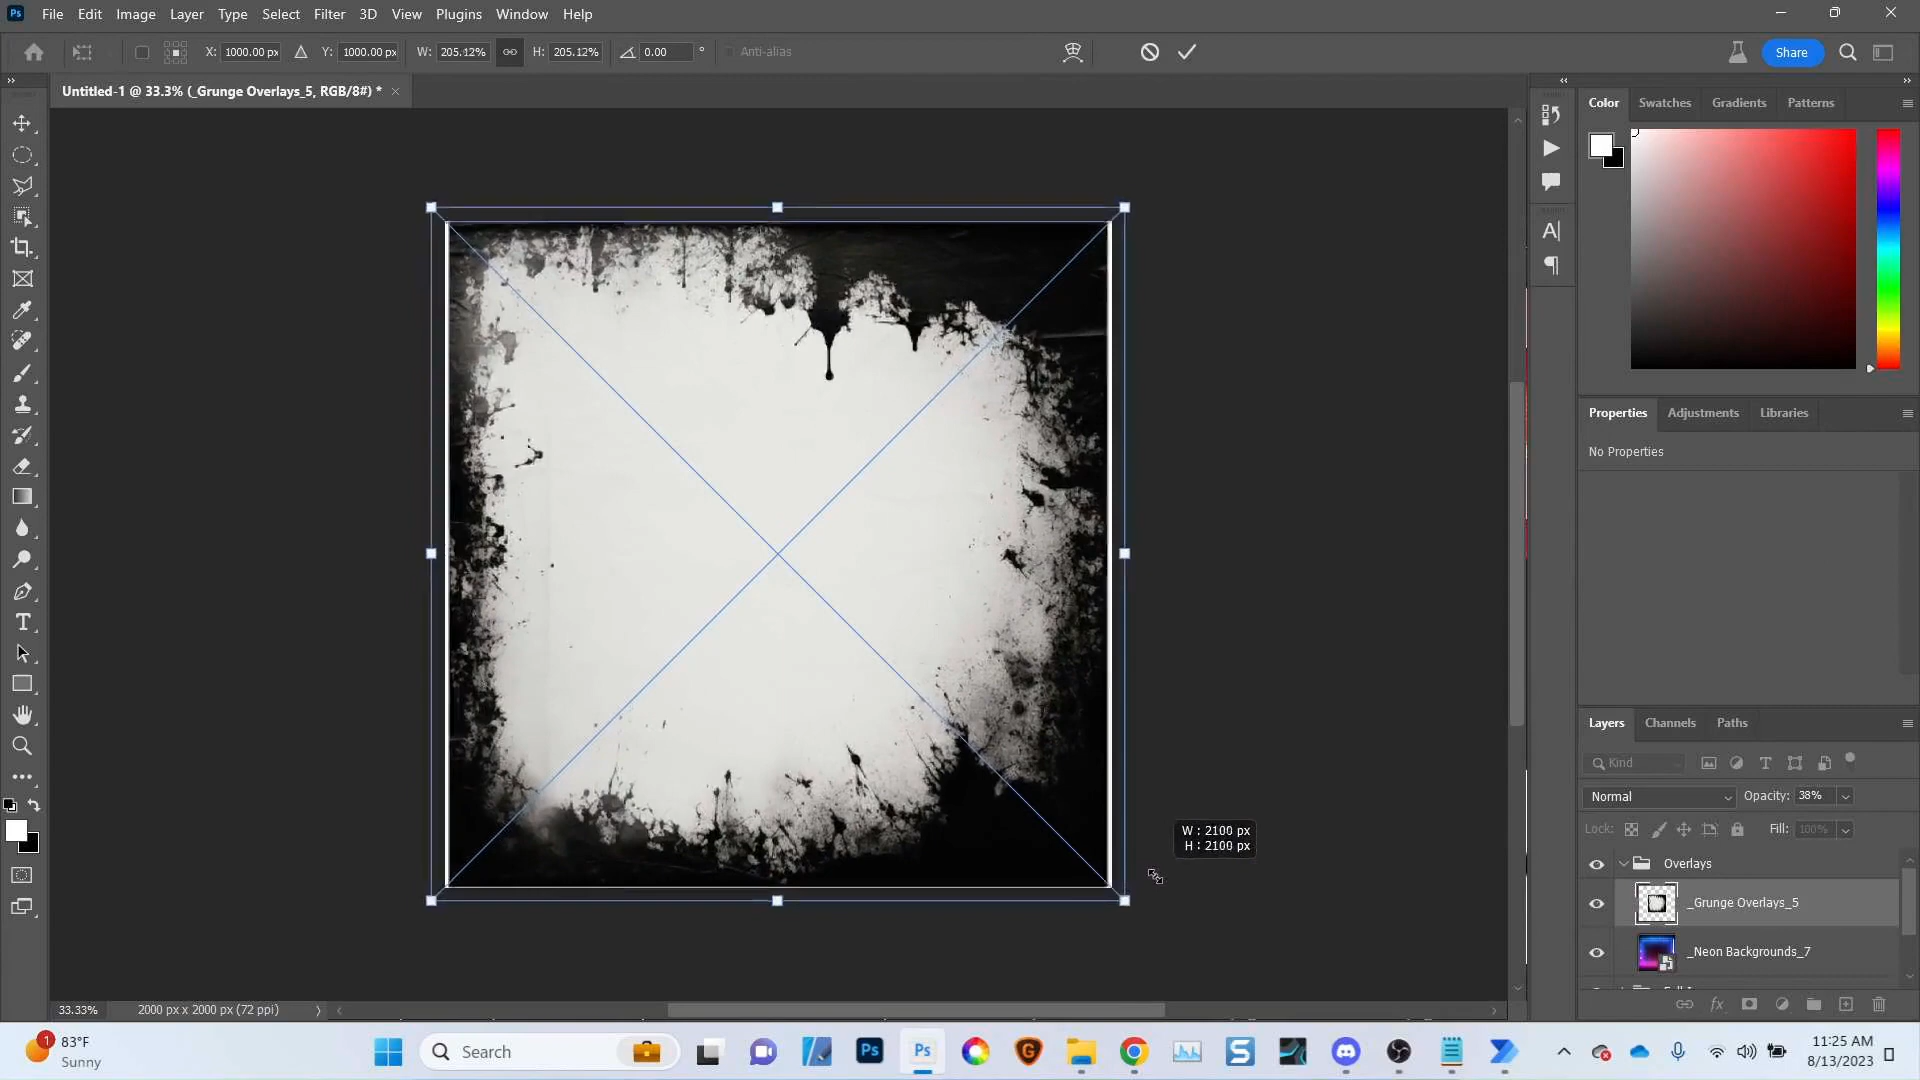 Ps File Edit Image Layer Type Select Filter 3D View Plugins Window Help
X: 1000.00 px Y: 1000.00 px W: 205.12% H: 205.12% 0.00 ° Anti-alias Share
Untitled-1 @ 33.3% (_Grunge Overlays_5, RGB/8#) *
Color Swatches Gradients Patterns
Properties Adjustments Libraries
No Properties
Layers Channels Paths
Kind
Normal Opacity: 38%
Lock: Fill: 100%
Overlays
_Grunge Overlays_5
_Neon Backgrounds_7
W : 2100 px
H : 2100 px
33.33% 2000 px x 2000 px (72 ppi)
1 83°F
Sunny
Search
Ps Ps G S
11:25 AM
8/13/2023